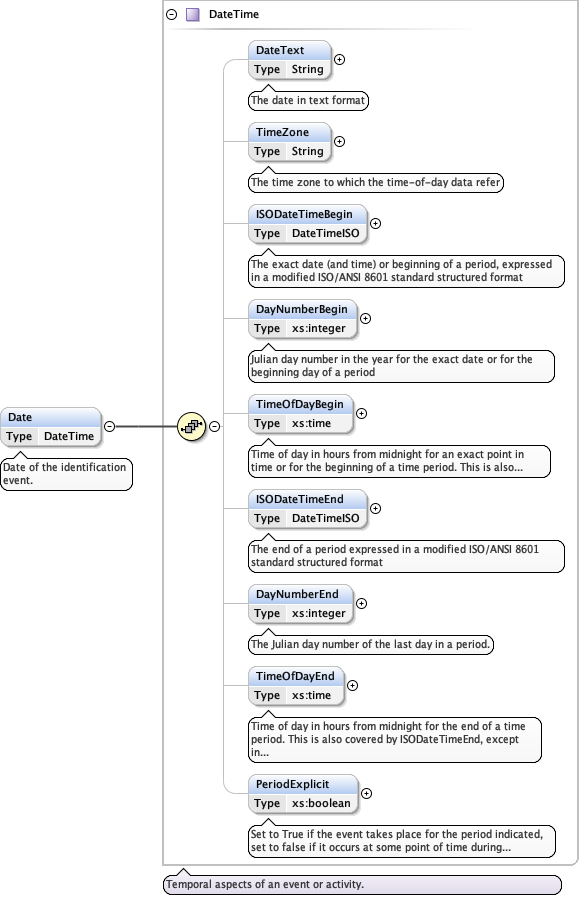 DateTime
DateText
Type String
The date in text format
TimeZone
Type String
The time zone to which the time-of-day data refer
ISODateTimeBegin
Type DateTimeISO
The exact date (and time) or beginning of a period, expressed
in a modified ISO/ANSI 8601 standard structured format
DayNumberBegin
Type xs:integer
Julian day number in the year for the exact date or for the
beginning day of a period
Date
Type DateTime
Date of the identification
event.
TimeOfDayBegin
Type xs:time
Time of day in hours from midnight for an exact point in
time or for the beginning of a time period. This is also...
ISODateTimeEnd
Type DateTimeISO
The end of a period expressed in a modified ISO/ANSI 8601
standard structured format
DayNumberEnd
Type xs:integer
The Julian day number of the last day in a period.
TimeOfDayEnd
Type xs:time
Time of day in hours from midnight for the end of a time
period. This is also covered by ISODateTimeEnd, except
in...
PeriodExplicit
Type xs:boolean
Set to True if the event takes place for the period indicated,
set to false if it occurs at some point of time during...
Temporal aspects of an event or activity.